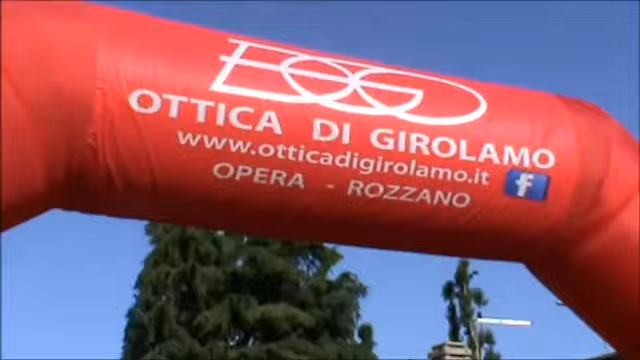 OTTICA DI GIROLAMO
www.otticadigirolamo.it
OPERA - ROZZANO
f